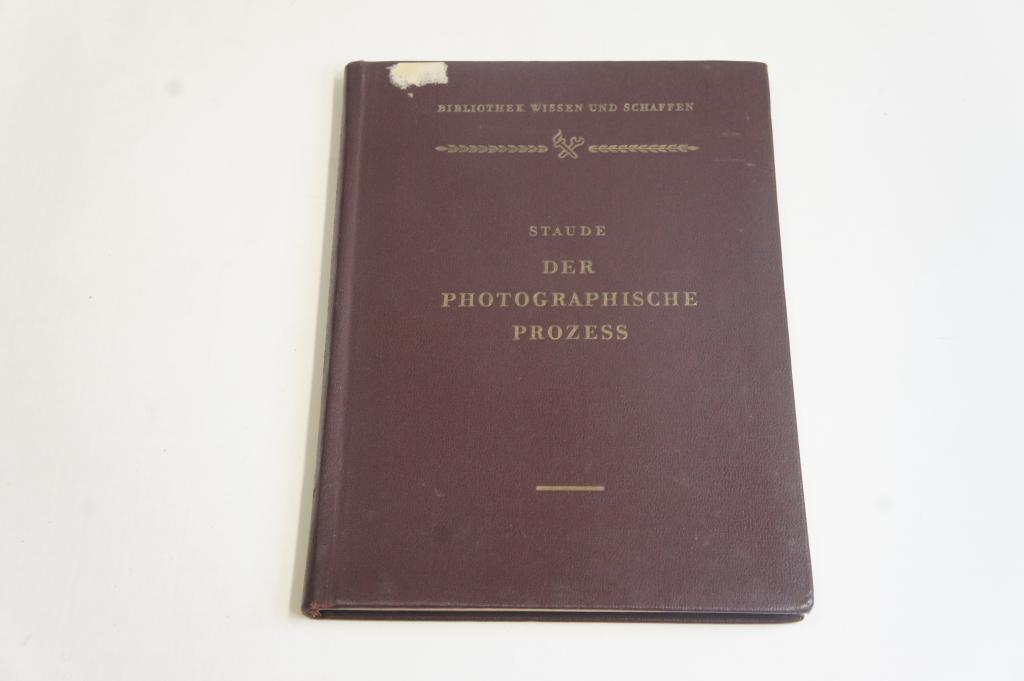 BIBLIOTHEK WISSEN UND SCHAFFEN
STAUDE
DER
PHOTOGRAPHISCHE
PROZESS